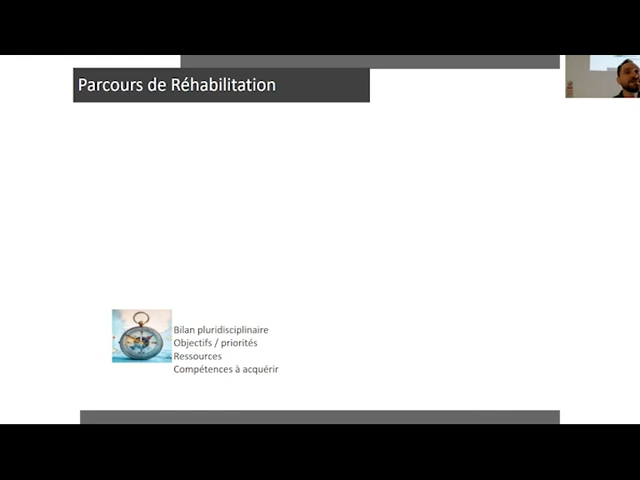 Parcours de Réhabilitation
Bilan pluridisciplinaire
Objectifs / priorités
Ressources
Compétences à acquérir